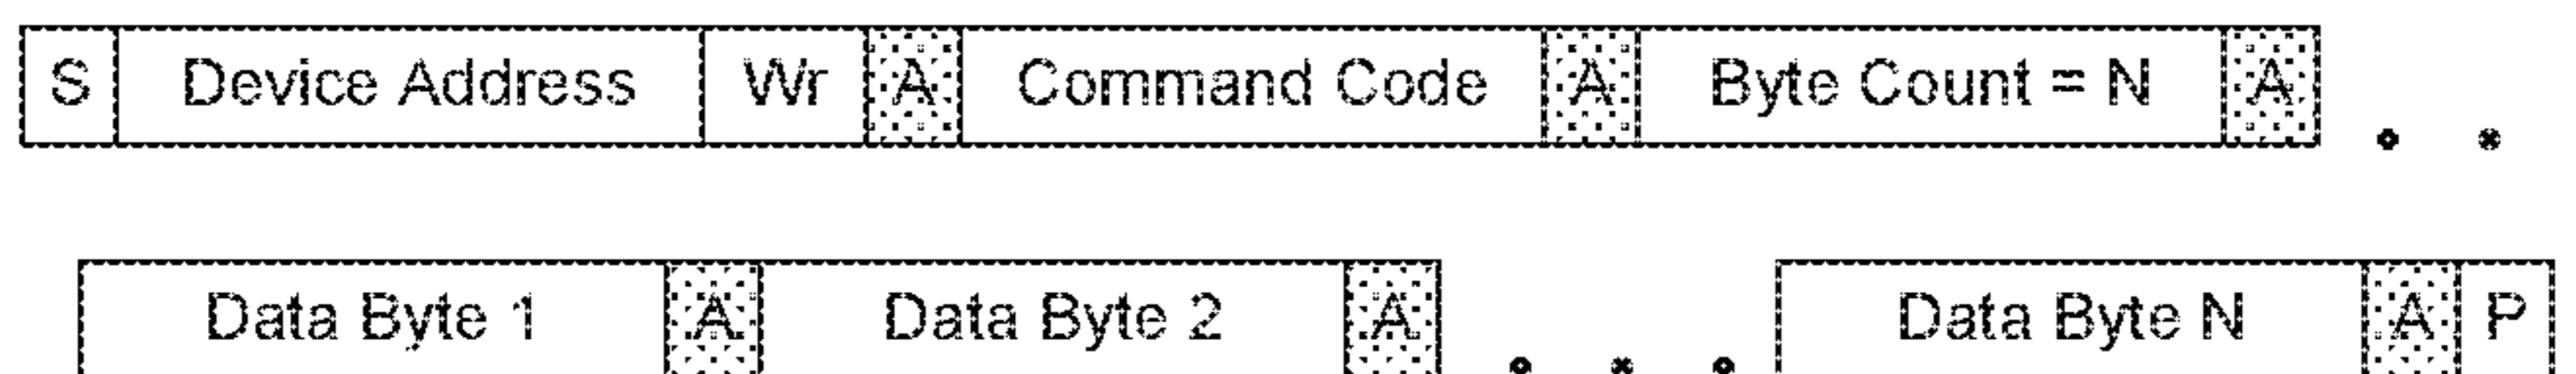 S Device Address Wr A Command Code A Byte Count = N A . .
Data Byte 1 A Data Byte 2 A . . . Data Byte N A P